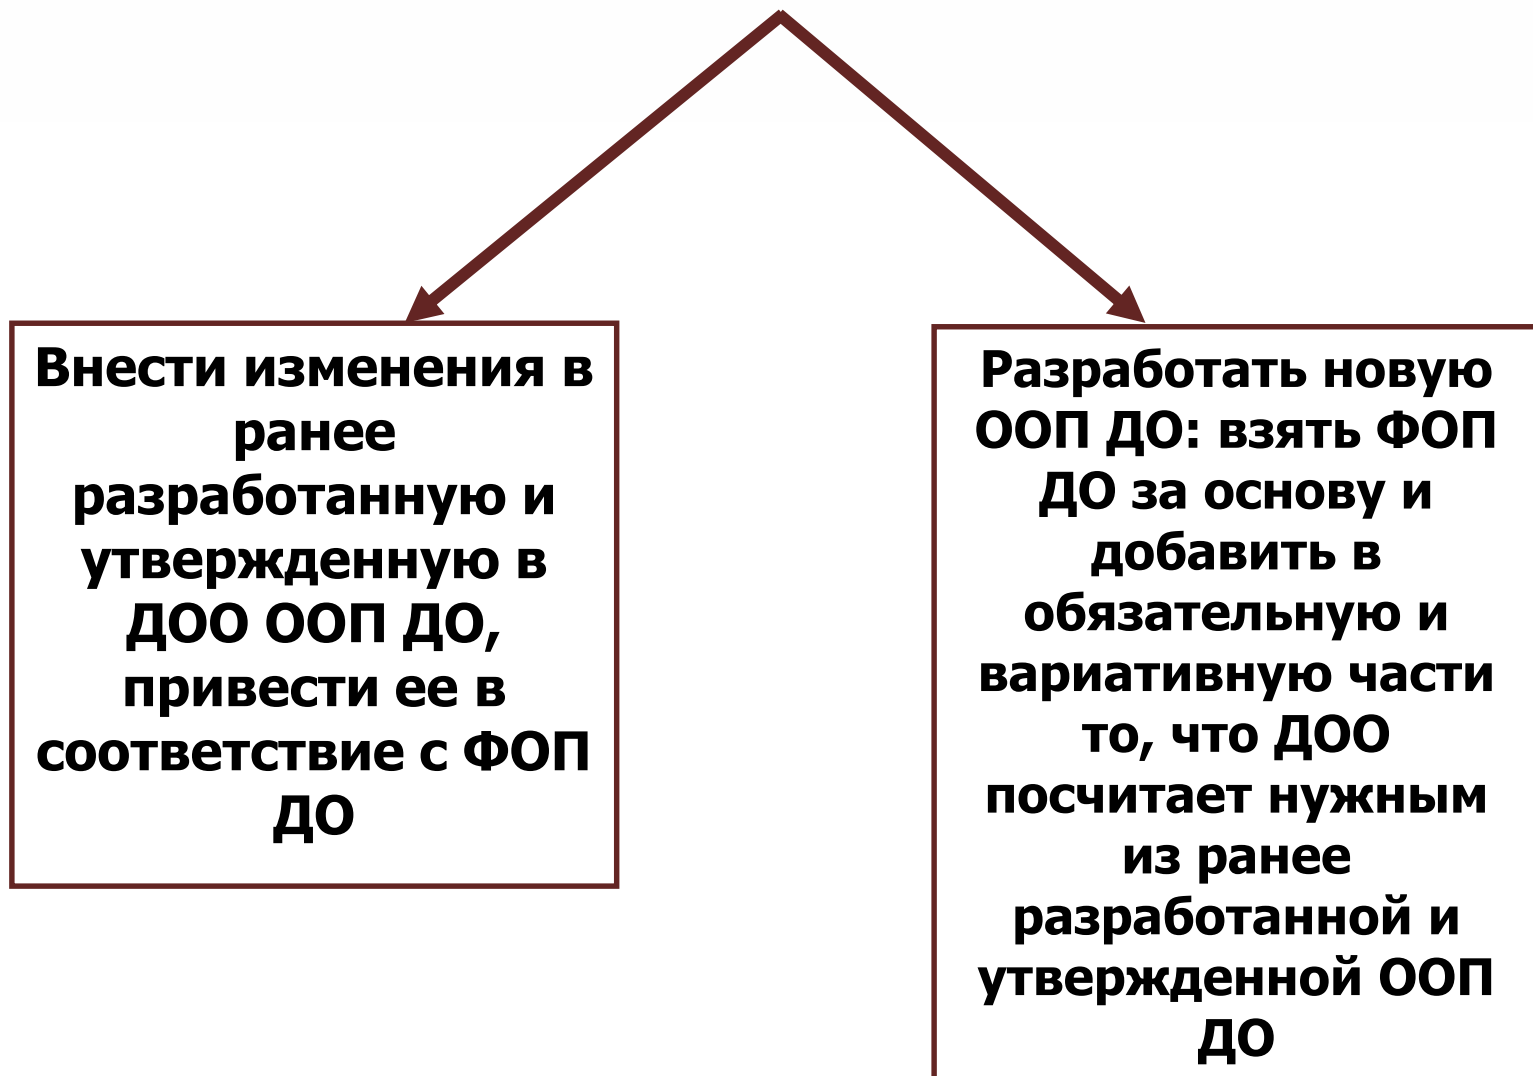 Внести изменения в
ранее
разработанную и
утвержденную в
ДОО ООП ДО,
привести ее в
соответствие с ФОП
ДО
Разработать новую
ООП ДО: взять ФОП
ДО за основу и
добавить в
обязательную и
вариативную части
то, что ДОО
посчитает нужным
из ранее
разработанной и
утвержденной ООП
ДО